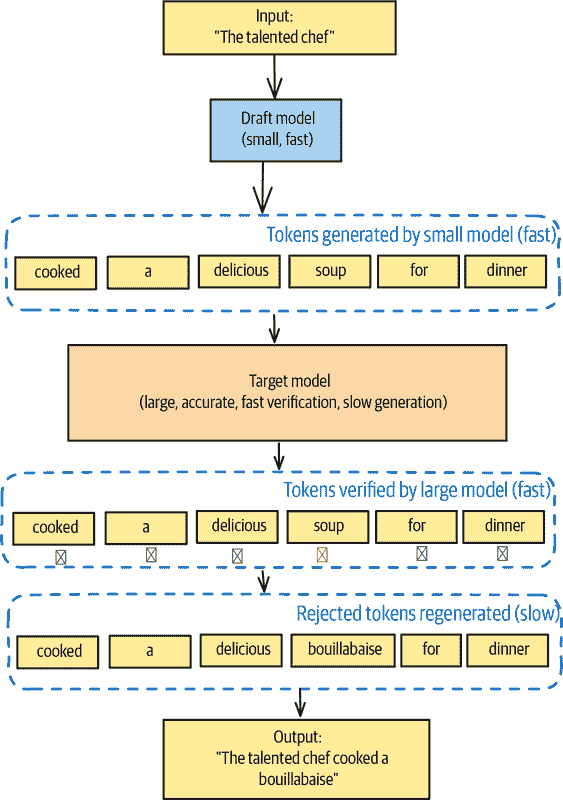 Input:
"The talented chef"
Draft model
(small, fast)
Tokens generated by small model (fast)
cooked a delicious soup for dinner
Target model
(large, accurate, fast verification, slow generation)
Tokens verified by large model (fast)
cooked a delicious soup for dinner
Rejected tokens regenerated (slow)
cooked a delicious bouillabaise for dinner
Output:
"The talented chef cooked a
bouillabaise"